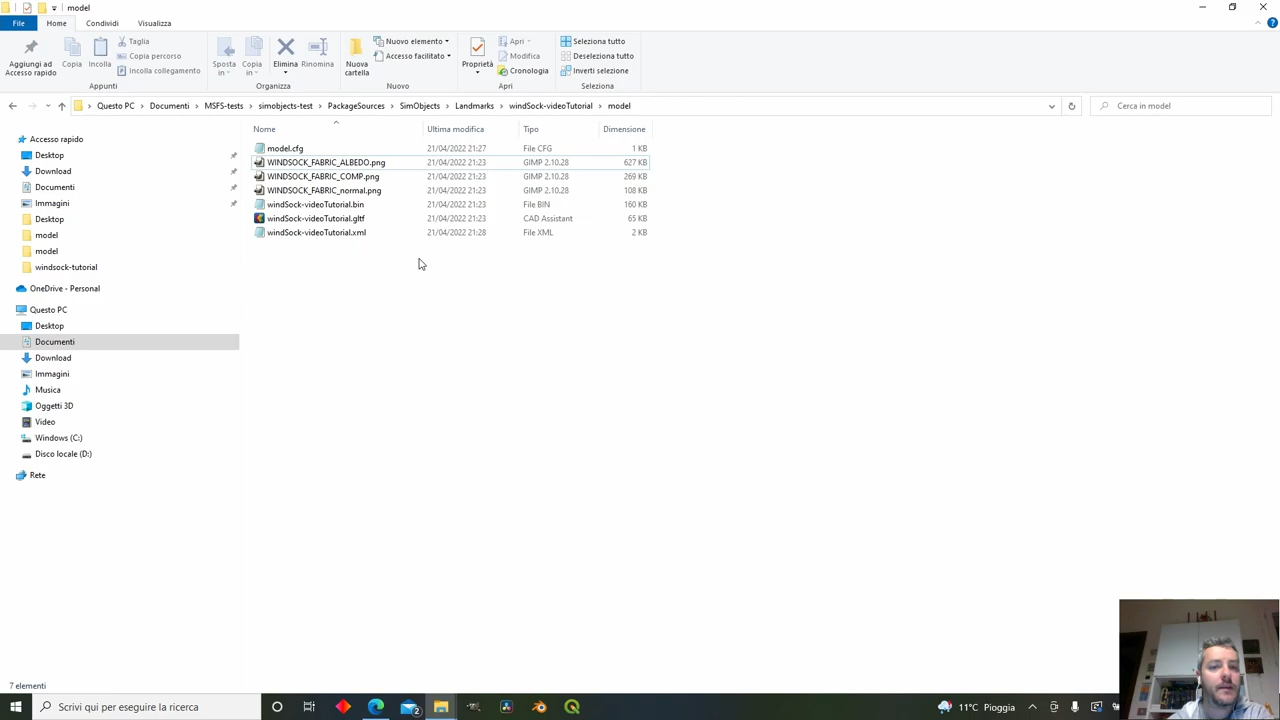 model
File Home Condividi Visualizza
Aggiungi ad Accesso rapido
Copia
Incolla
Taglia
Copia percorso
Incolla collegamento
Appunti
Sposta in
Copia in
Elimina
Rinomina
Organizza
Nuova cartella
Nuovo elemento
Accesso facilitato
Nuovo
Proprietà
Apri
Modifica
Cronologia
Apri
Seleziona tutto
Deseleziona tutto
Inverti selezione
Seleziona
Questo PC > Documenti > MSFS-tests > simobjects-test > PackageSources > SimObjects > Landmarks > windSock-videoTutorial > model
Cerca in model
Accesso rapido
Desktop
Download
Documenti
Immagini
Desktop
model
model
windsock-tutorial
OneDrive - Personal
Questo PC
Desktop
Documenti
Download
Immagini
Musica
Oggetti 3D
Video
Windows (C:)
Disco locale (D:)
Rete
Nome Ultima modifica Tipo Dimensione
model.cfg 21/04/2022 21:27 File CFG 1 KB
WINDSOCK_FABRIC_ALBEDO.png 21/04/2022 21:23 GIMP 2.10.28 627 KB
WINDSOCK_FABRIC_COMP.png 21/04/2022 21:23 GIMP 2.10.28 269 KB
WINDSOCK_FABRIC_normal.png 21/04/2022 21:23 GIMP 2.10.28 108 KB
windSock-videoTutorial.bin 21/04/2022 21:23 File BIN 160 KB
windSock-videoTutorial.gltf 21/04/2022 21:23 CAD Assistant 65 KB
windSock-videoTutorial.xml 21/04/2022 21:28 File XML 2 KB
7 elementi
Scrivi qui per eseguire la ricerca
2
11°C Pioggia